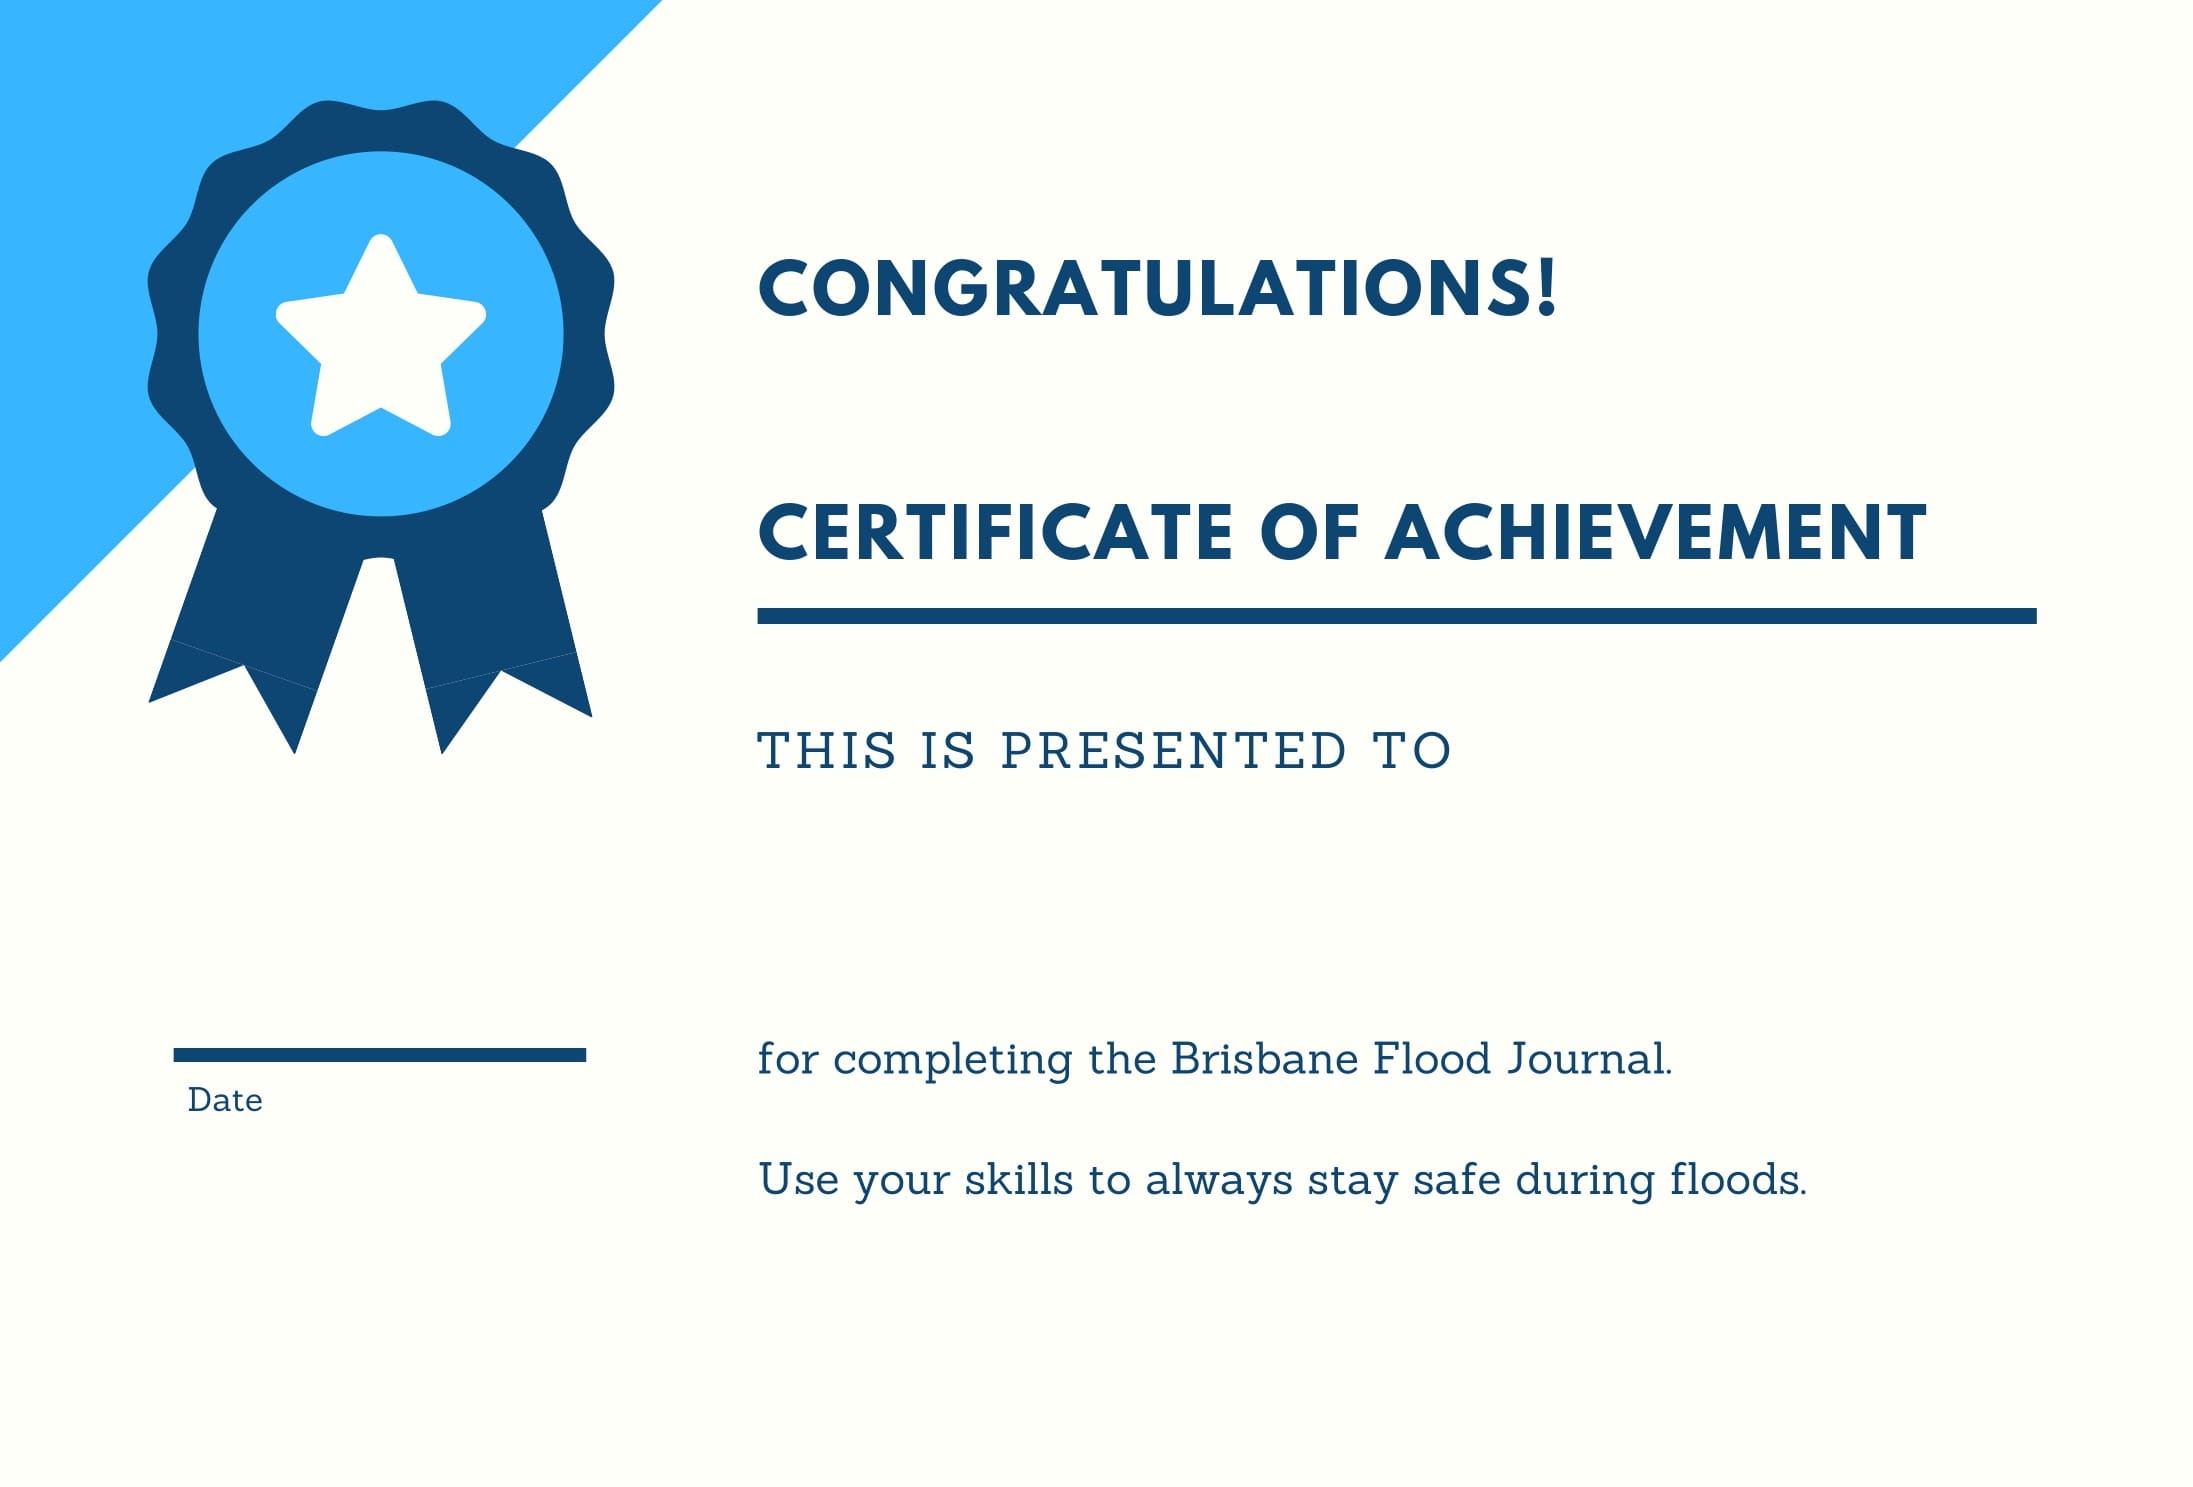 CONGRATULATIONS!
CERTIFICATE OF ACHIEVEMENT
THIS IS PRESENTED TO
for completing the Brisbane Flood Journal.
Date
Use your skills to always stay safe during floods.